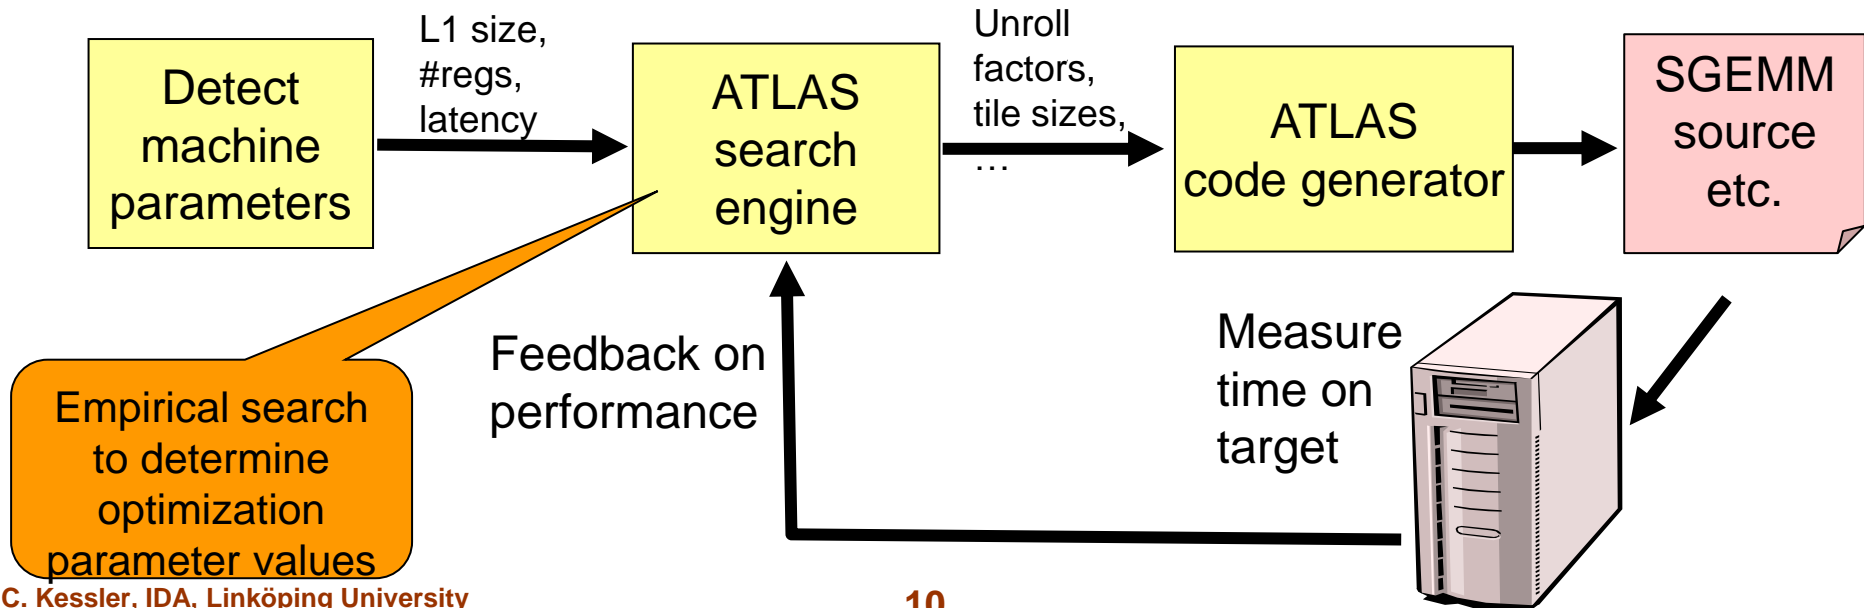 Detect
machine
parameters
L1 size,
#regs,
latency
ATLAS
search
engine
Unroll
factors,
tile sizes,
…
ATLAS
code generator
SGEMM
source
etc.
Empirical search
to determine
optimization
parameter values
Feedback on
performance
Measure
time on
target
C. Kessler, IDA, Linköping University
10